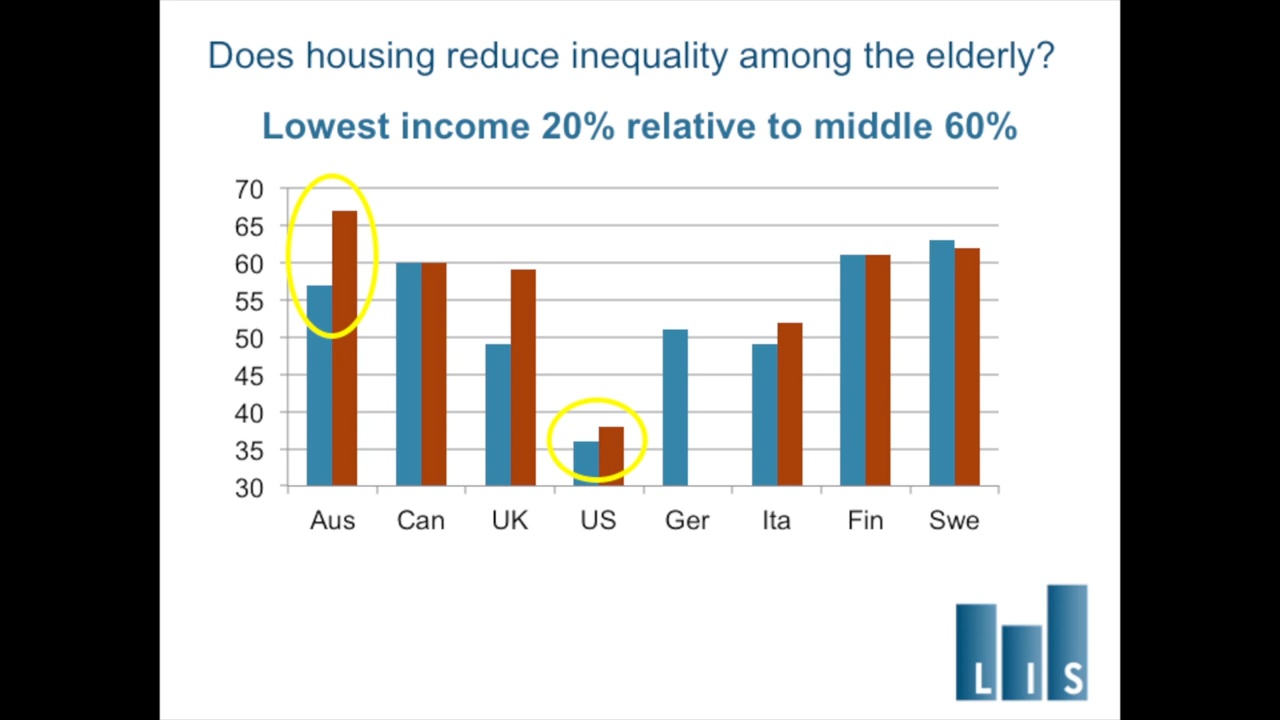 Does housing reduce inequality among the elderly?
Lowest income 20% relative to middle 60%
70
65
60
55
50
45
40
35
30
Aus Can UK US Ger Ita Fin Swe
LIS